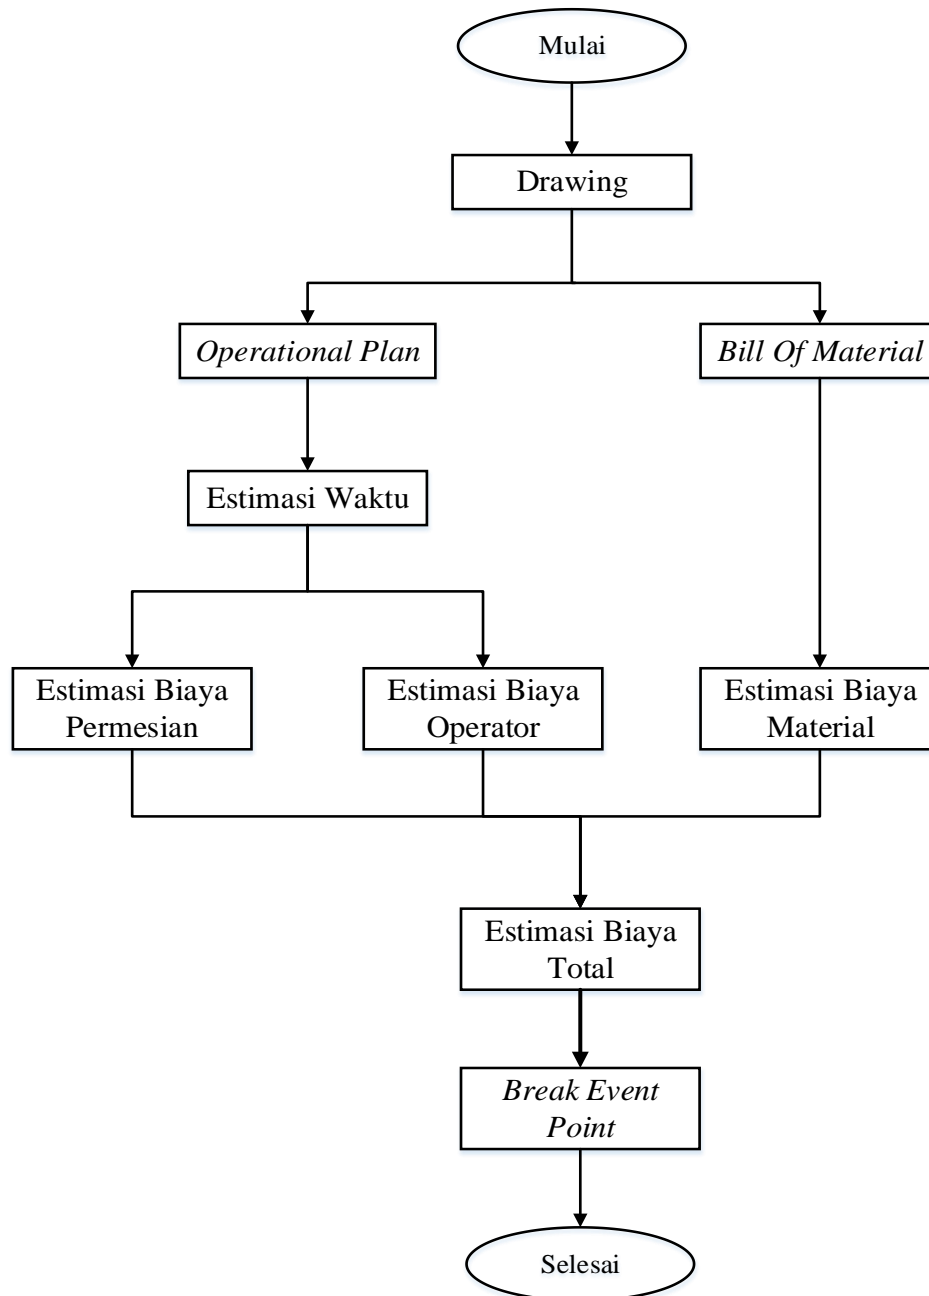 Mulai
Drawing
Operational Plan
Bill Of Material
Estimasi Waktu
Estimasi Biaya
Permesian
Estimasi Biaya
Operator
Estimasi Biaya
Material
Estimasi Biaya
Total
Break Event
Point
Selesai